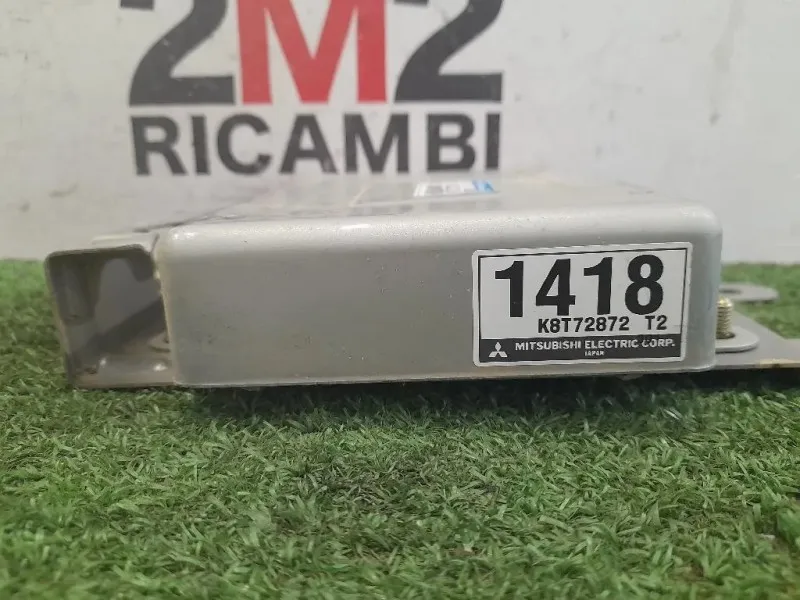 2M2
RICAMBI
1418
K8T72872 T2
MITSUBISHI ELECTRIC CORP.
JAPAN